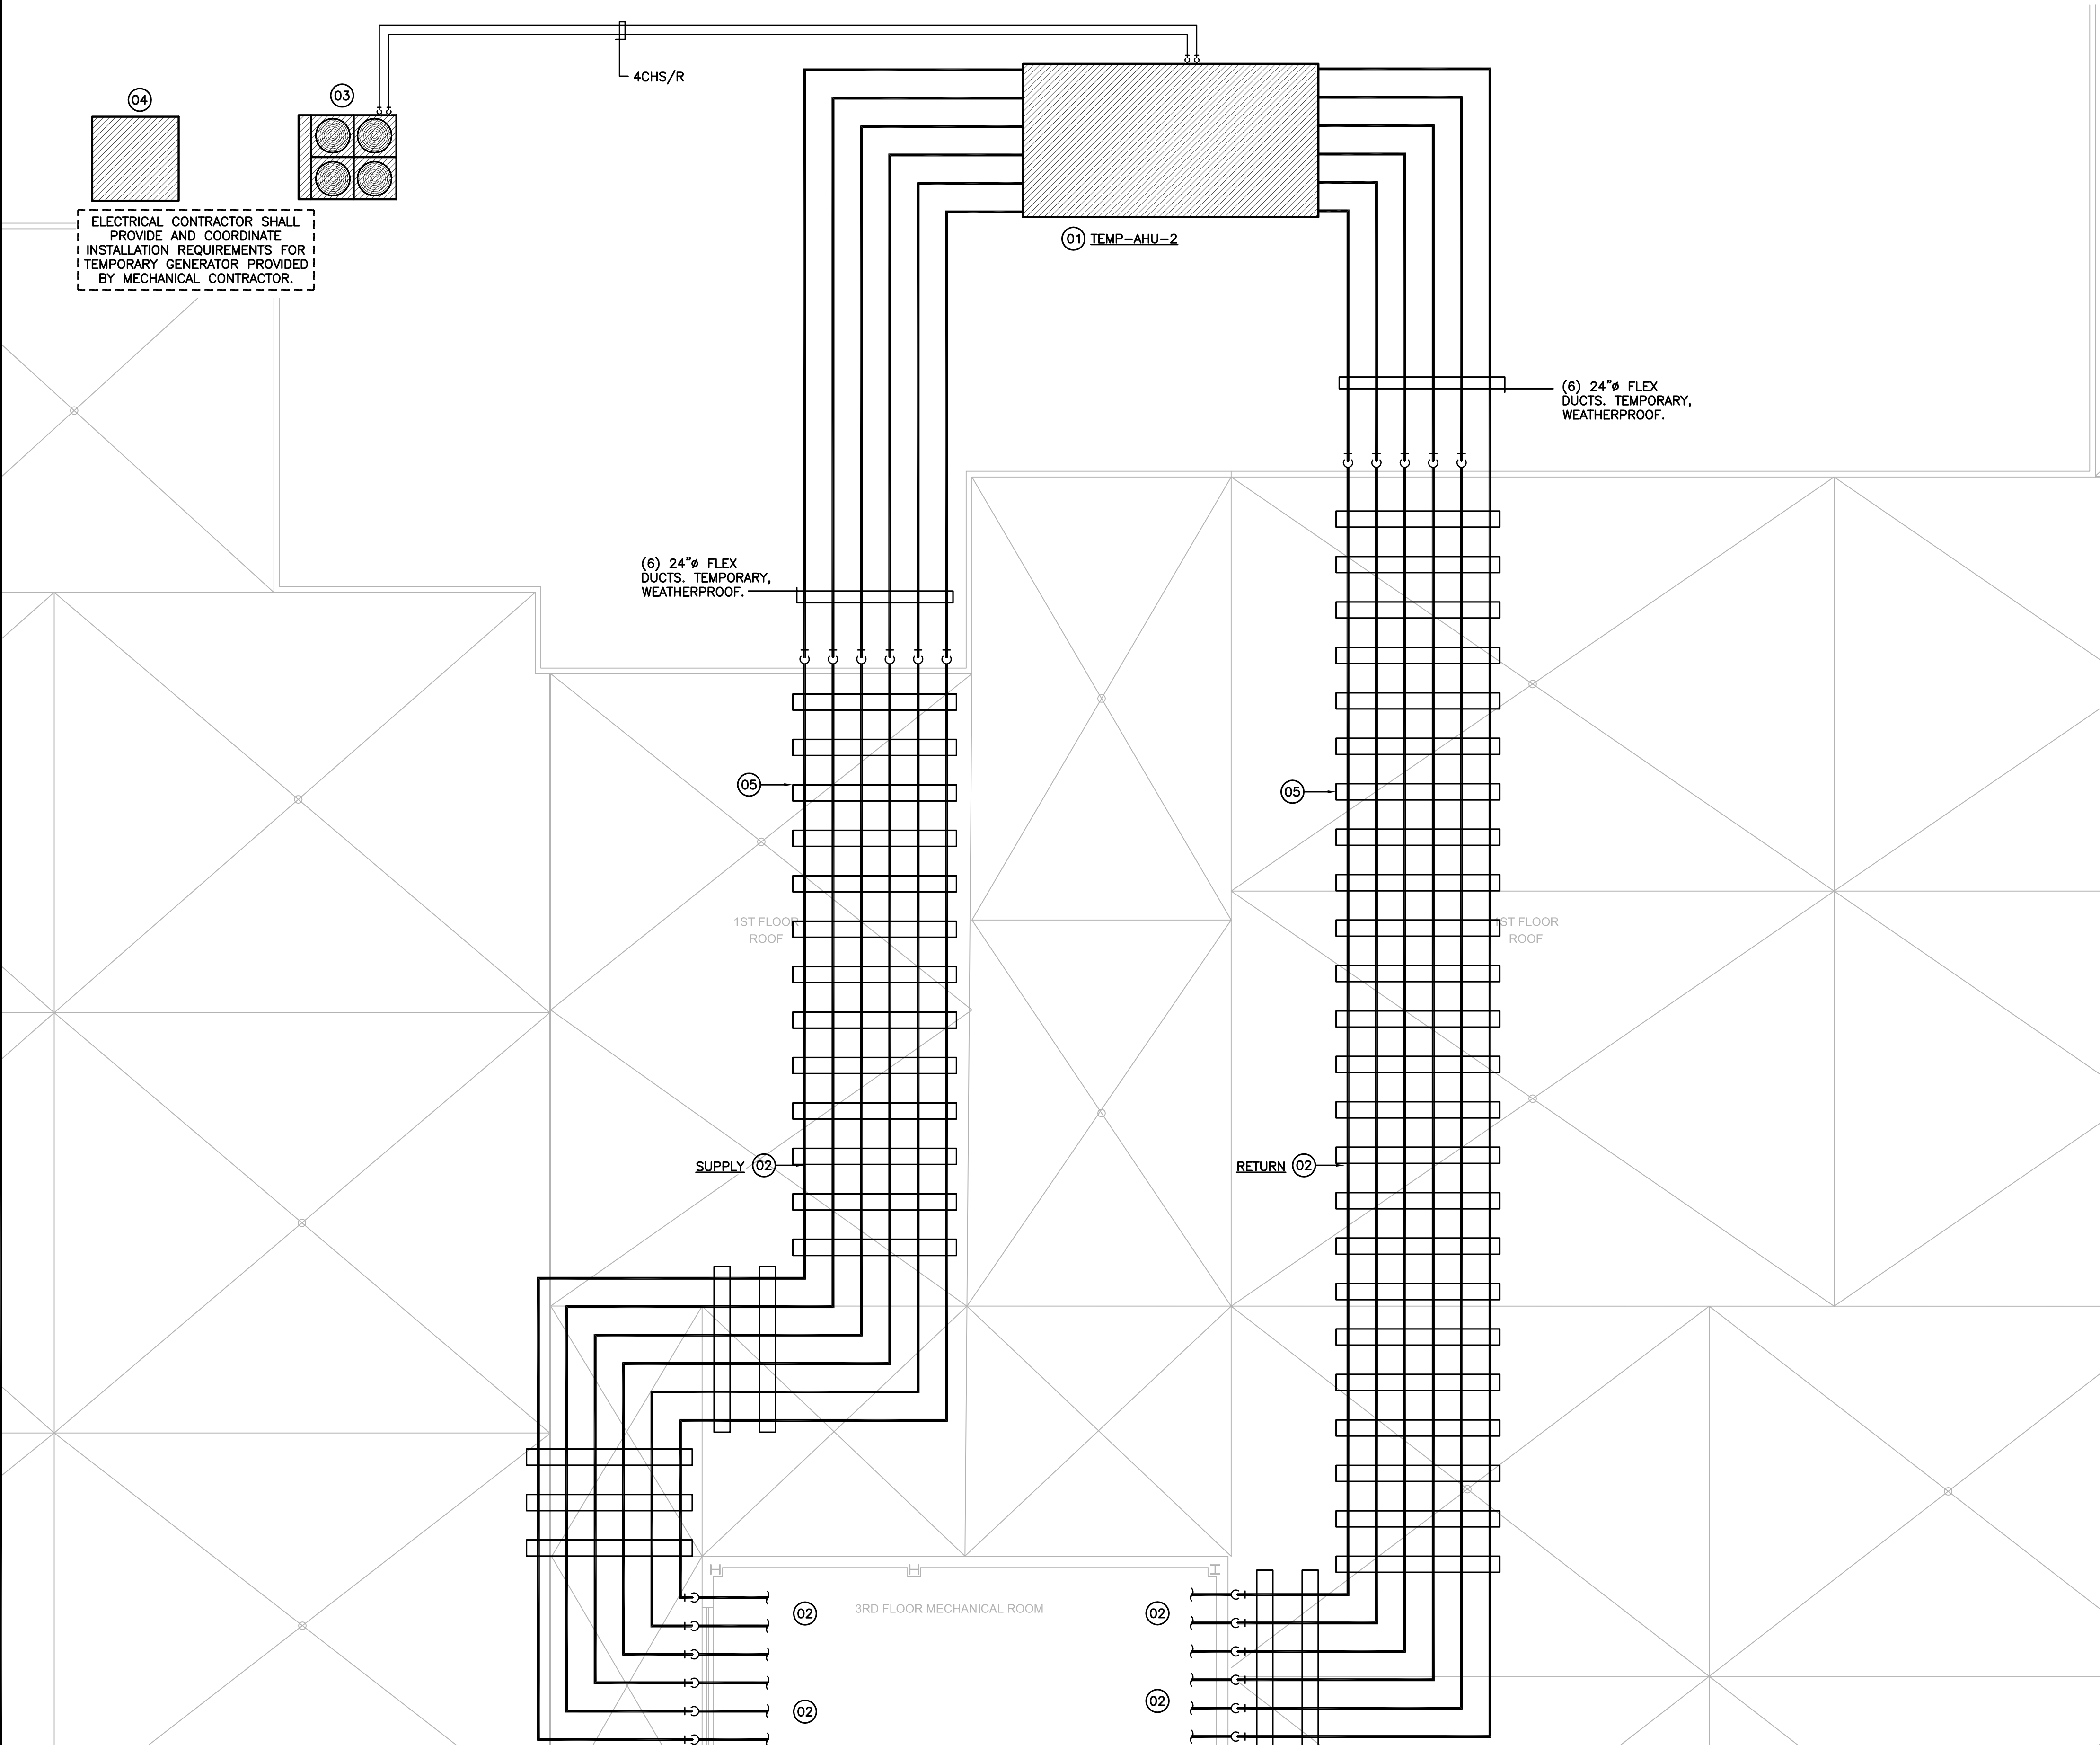 4CHS/R
04
03
ELECTRICAL CONTRACTOR SHALL
PROVIDE AND COORDINATE
INSTALLATION REQUIREMENTS FOR
TEMPORARY GENERATOR PROVIDED
BY MECHANICAL CONTRACTOR.
01 TEMP-AHU-2
(6) 24"ø FLEX
DUCTS. TEMPORARY,
WEATHERPROOF.
(6) 24"ø FLEX
DUCTS. TEMPORARY,
WEATHERPROOF.
05
05
1ST FLOOR
ROOF
1ST FLOOR
ROOF
SUPPLY 02
RETURN 02
02
3RD FLOOR MECHANICAL ROOM
02
02
02